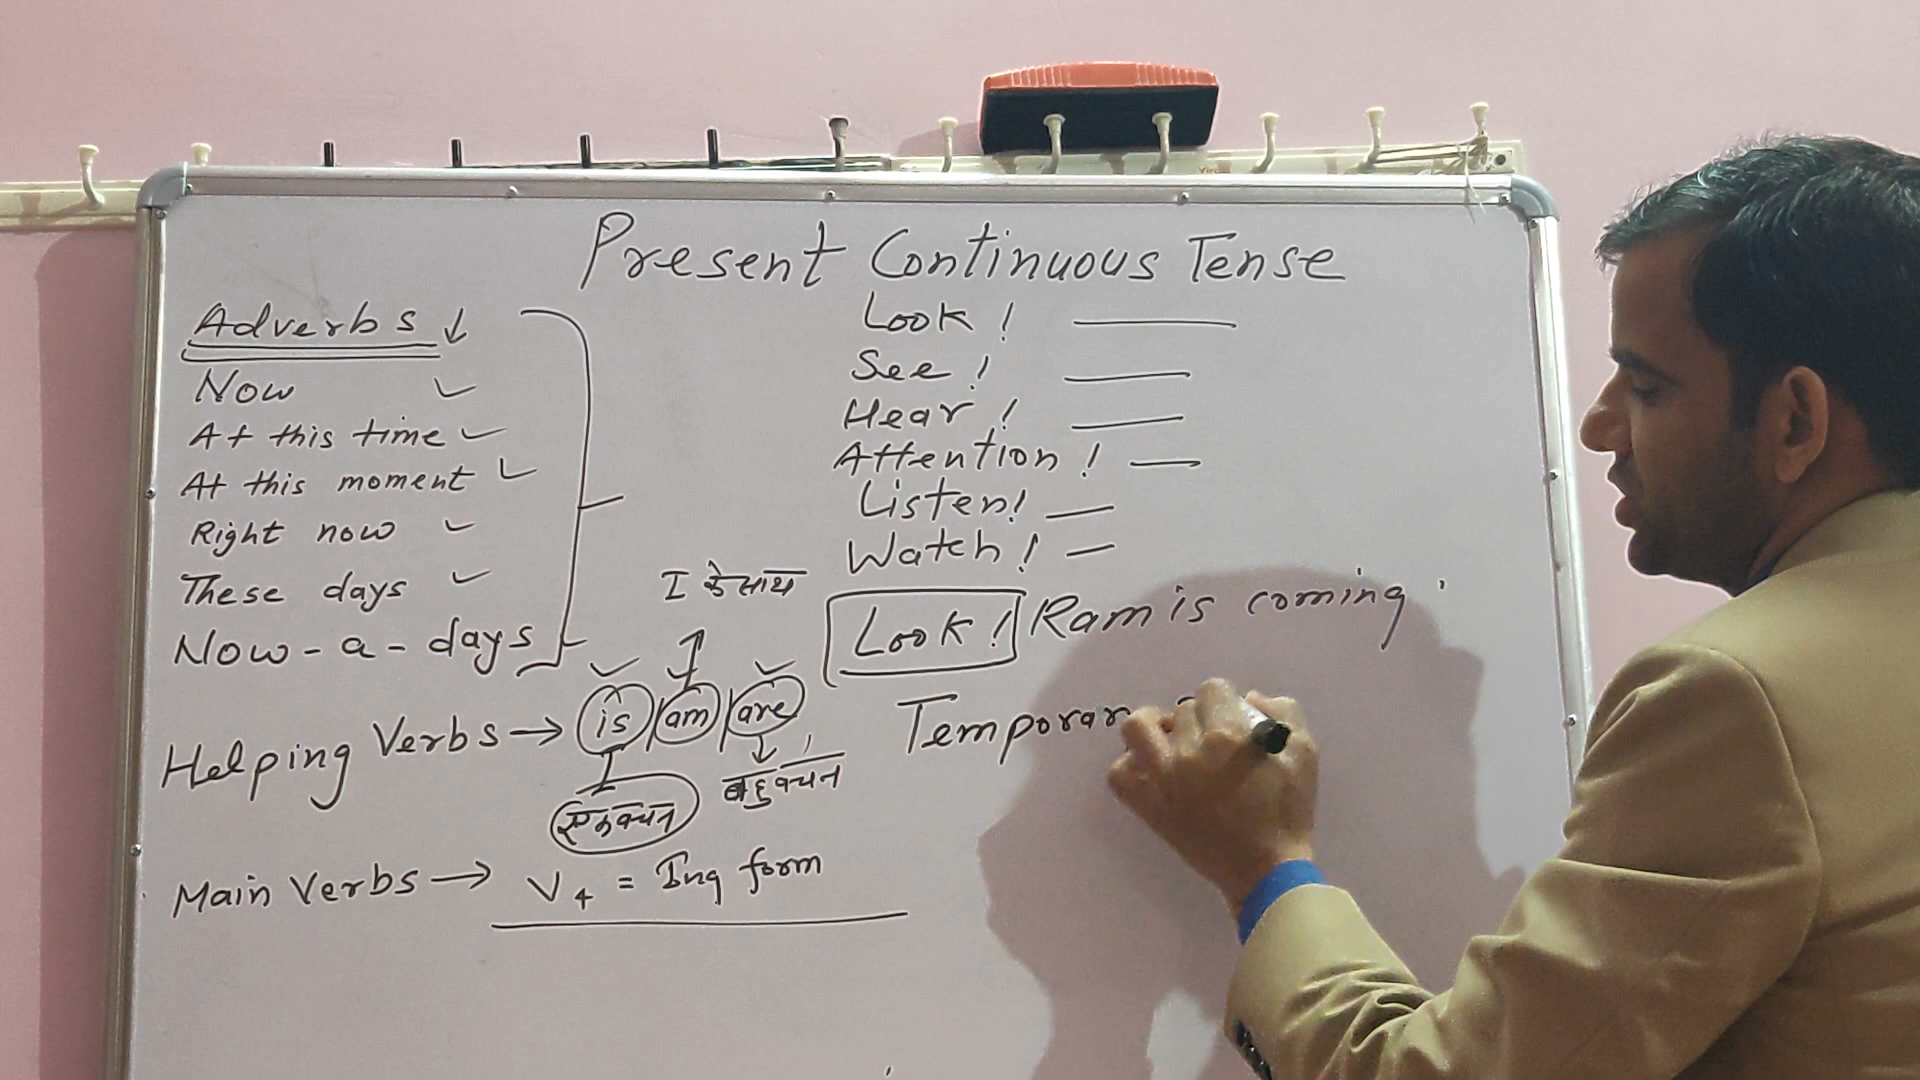 Present Continuous Tense
Adverbs ↓
Now ✓
At this time ✓
At this moment ✓
Right now ✓
These days ✓
Now-a-days
Look! ———
See! ———
Hear! ———
Attention! —
Listen! —
Watch! —
I के साथ
Look! Ram is coming.
Helping Verbs → is/am/are
एकवचन
बहुवचन
Main Verbs → V4 = Ing form